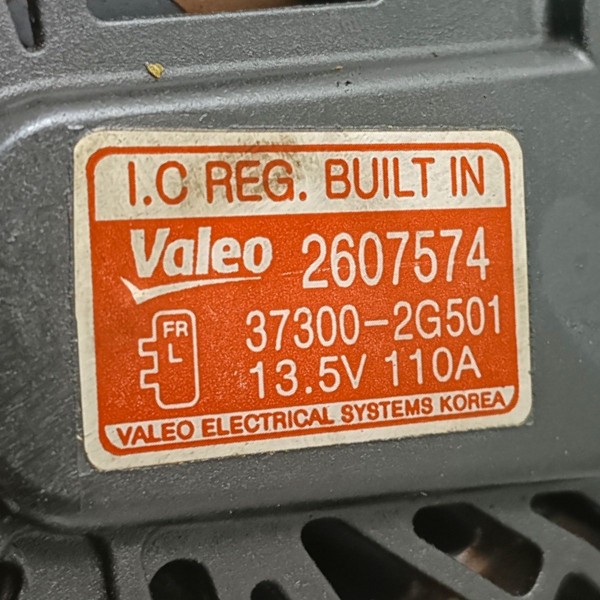 I.C REG. BUILT IN
Valeo 2607574
FR
L
37300-2G501
13.5V 110A
VALEO ELECTRICAL SYSTEMS KOREA